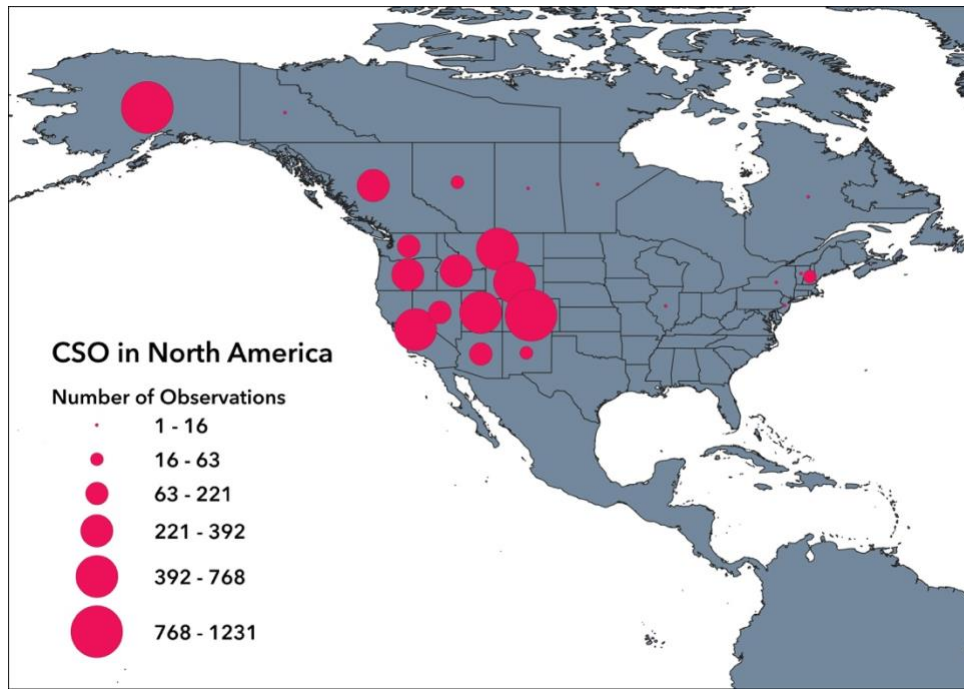 CSO in North America
Number of Observations
1 - 16
16 - 63
63 - 221
221 - 392
392 - 768
768 - 1231